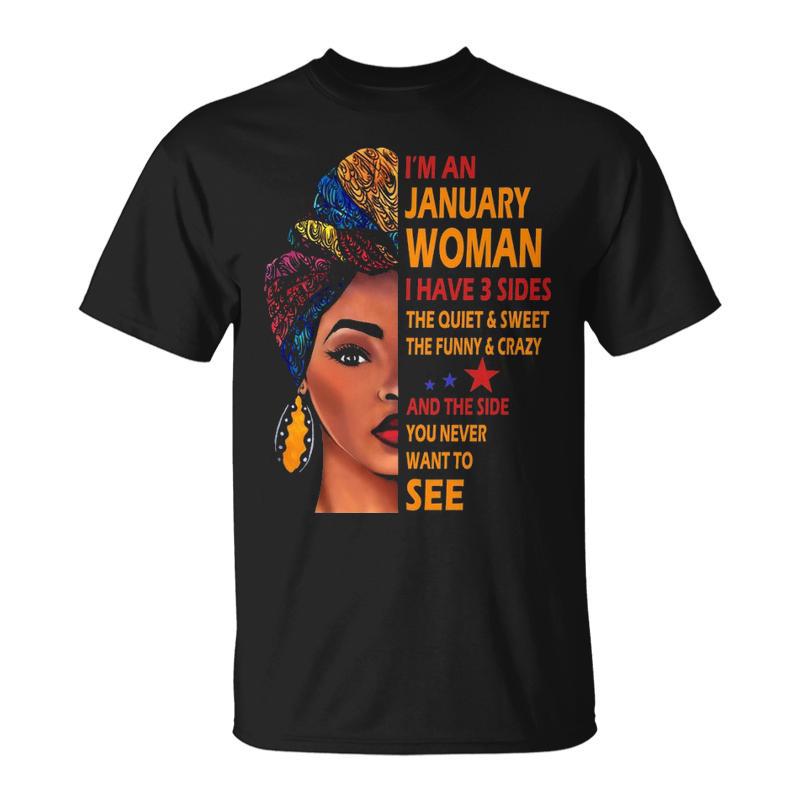 I'M AN
JANUARY
WOMAN
I HAVE 3 SIDES
THE QUIET & SWEET
THE FUNNY & CRAZY
AND THE SIDE
YOU NEVER
WANT TO
SEE